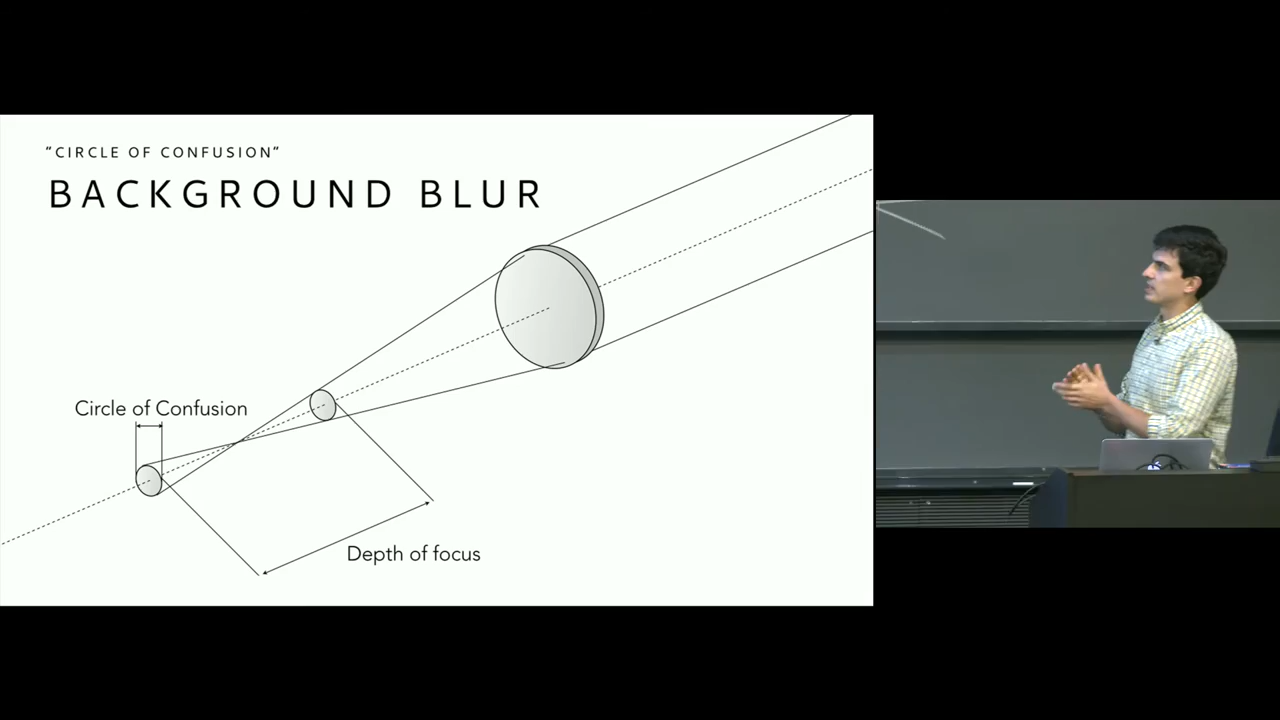 "CIRCLE OF CONFUSION"
BACKGROUND BLUR
Circle of Confusion
Depth of focus